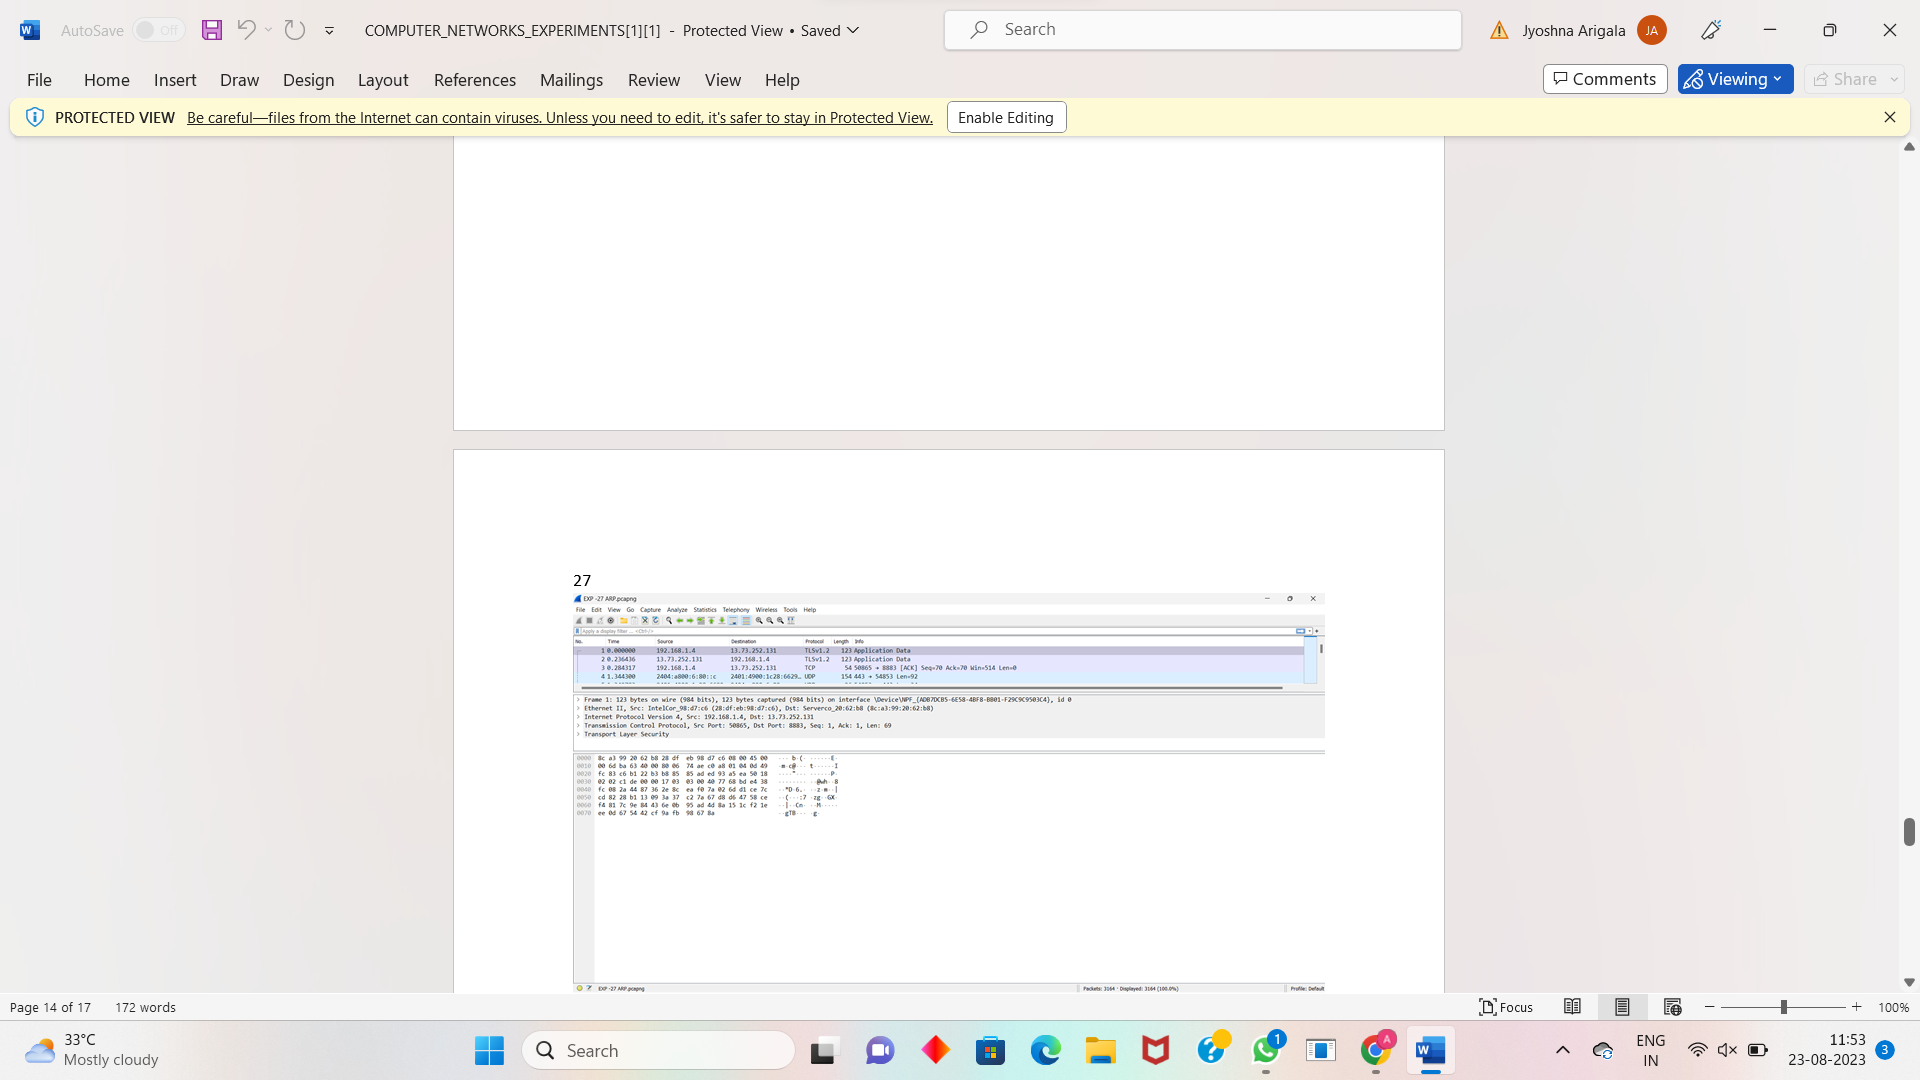 AutoSave Off COMPUTER_NETWORKS_EXPERIMENTS[1][1] - Protected View • Saved Search Jyoshna Arigala JA
File Home Insert Draw Design Layout References Mailings Review View Help Comments Viewing Share
PROTECTED VIEW Be careful—files from the Internet can contain viruses. Unless you need to edit, it's safer to stay in Protected View. Enable Editing
27
EXP -27 ARP.pcapng
File Edit View Go Capture Analyze Statistics Telephony Wireless Tools Help
Apply a display filter ... <Ctrl-/>
No. Time Source Destination Protocol Length Info
1 0.000000 192.168.1.4 13.73.252.131 TLSv1.2 123 Application Data
2 0.236436 13.73.252.131 192.168.1.4 TLSv1.2 123 Application Data
3 0.284317 192.168.1.4 13.73.252.131 TCP 54 50865 → 8883 [ACK] Seq=70 Ack=70 Win=514 Len=0
4 1.344300 2404:a800:6:80::c 2401:4900:1c28:6629… UDP 154 443 → 54853 Len=92
Frame 1: 123 bytes on wire (984 bits), 123 bytes captured (984 bits) on interface \Device\NPF_{ADB7DCB5-6E58-4BF8-BB01-F29C9C9503C4}, id 0
Ethernet II, Src: IntelCor_98:d7:c6 (28:df:eb:98:d7:c6), Dst: Serverco_20:62:b8 (8c:a3:99:20:62:b8)
Internet Protocol Version 4, Src: 192.168.1.4, Dst: 13.73.252.131
Transmission Control Protocol, Src Port: 50865, Dst Port: 8883, Seq: 1, Ack: 1, Len: 69
Transport Layer Security
0000 8c a3 99 20 62 b8 28 df eb 98 d7 c6 08 00 45 00
0010 00 6d ba 63 40 00 80 06 74 ae c0 a8 01 04 0d 49
0020 fc 83 c6 b1 22 b3 b8 85 85 ad ed 93 a5 ea 50 18
0030 02 02 c1 de 00 00 17 03 03 00 40 77 68 bd e4 38
0040 fc 08 2a 44 87 36 2e 8c ea f0 7a 02 6d d1 ce 7c
0050 cd 82 28 b1 13 09 3a 37 c2 7a 67 d8 d6 47 58 ce
0060 f4 81 7c 9e 84 43 6e 0b 95 ad 4d 8a 15 1c f2 1e
0070 ee 0d 67 54 42 cf 9a fb 98 67 8a
EXP -27 ARP.pcapng Packets: 3164 · Displayed: 3164 (100.0%) Profile: Default
Page 14 of 17 172 words Focus 100%
33°C
Mostly cloudy
Search
1
A
ENG
IN
11:53
23-08-2023
3